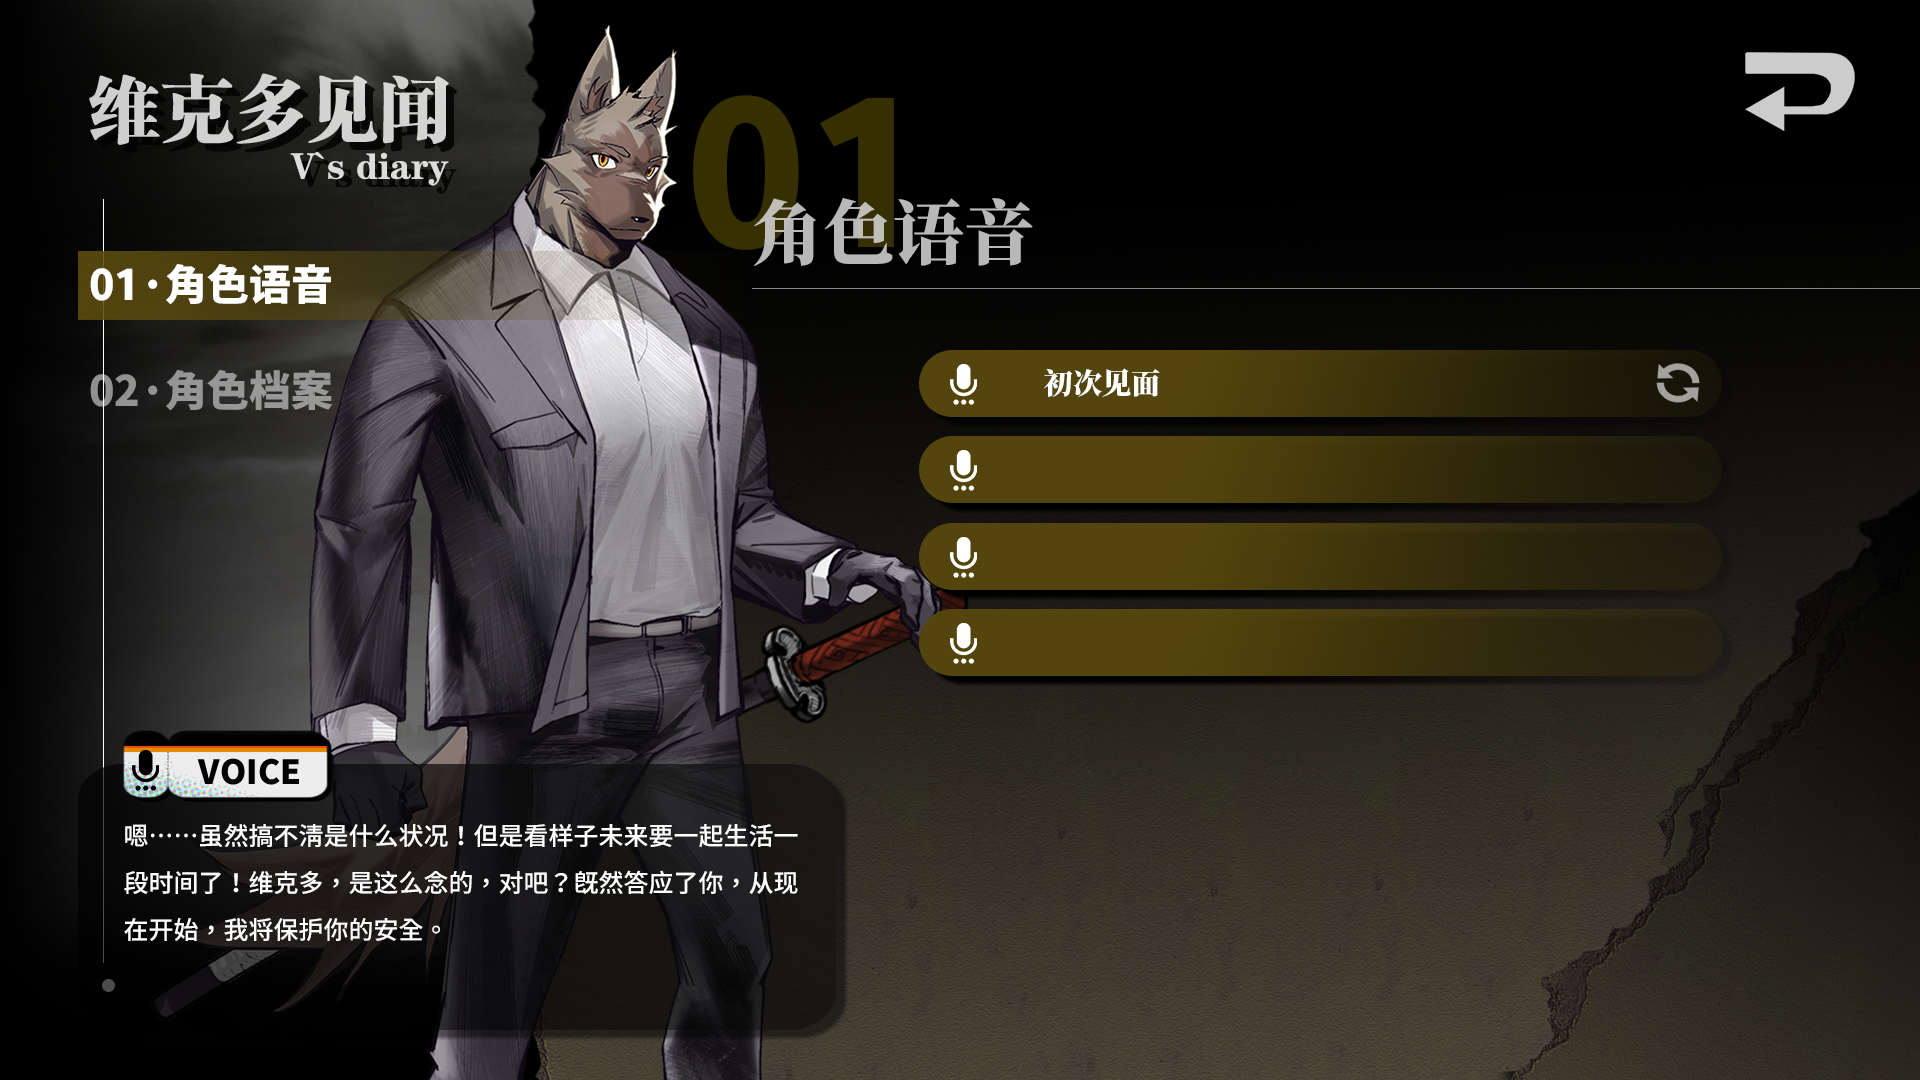 维克多见闻
V`s diary
01·角色语音
02·角色档案
01
角色语音
初次见面
VOICE
嗯……虽然搞不清是什么状况！但是看样子未来要一起生活一
段时间了！维克多，是这么念的，对吧？既然答应了你，从现
在开始，我将保护你的安全。